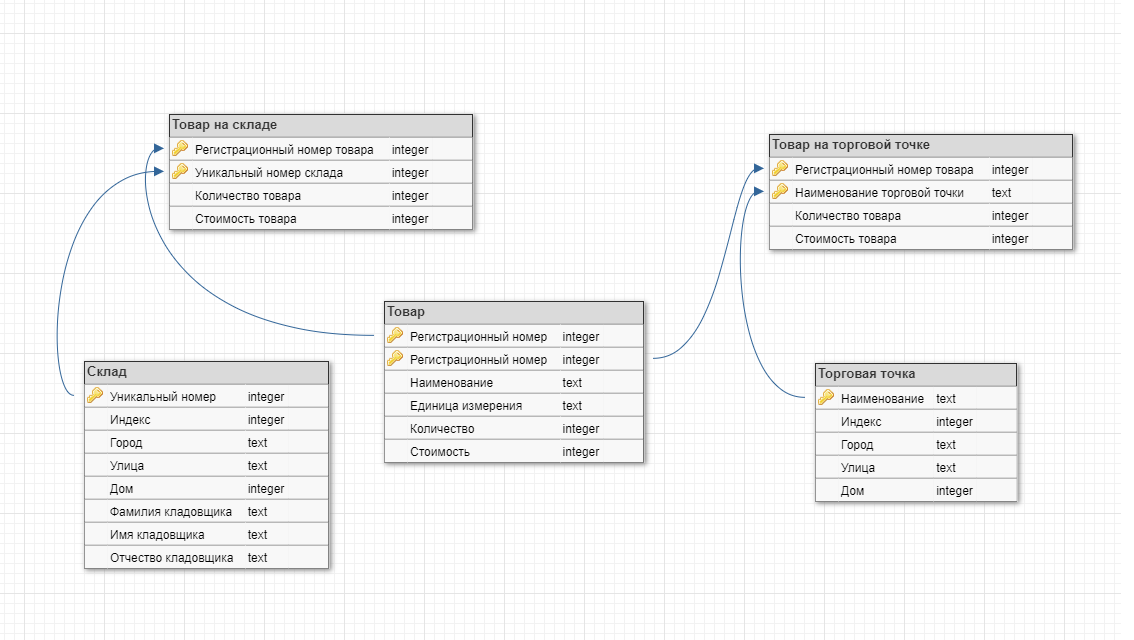 Товар на складе
Регистрационный номер товара integer
Уникальный номер склада integer
Количество товара integer
Стоимость товара integer
Товар на торговой точке
Регистрационный номер товара integer
Наименование торговой точки text
Количество товара integer
Стоимость товара integer
Товар
Регистрационный номер integer
Регистрационный номер integer
Наименование text
Единица измерения text
Количество integer
Стоимость integer
Склад
Уникальный номер integer
Индекс integer
Город text
Улица text
Дом integer
Фамилия кладовщика text
Имя кладовщика text
Отчество кладовщика text
Торговая точка
Наименование text
Индекс integer
Город text
Улица text
Дом integer